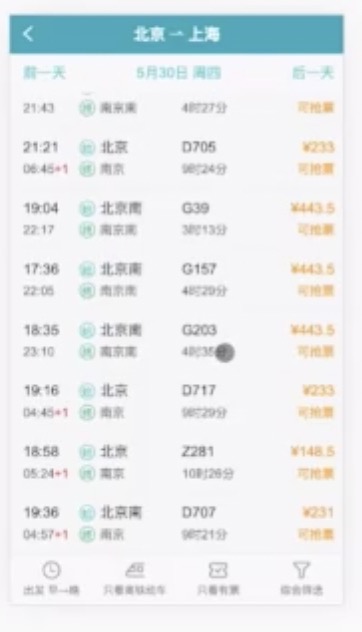 北京 ⇀ 上海
前一天 5月30日 周四 后一天
21:43 终 南京南 4时27分 可抢票
21:21 始 北京 D705 ¥233
06:45+1 终 南京 9时24分 可抢票
19:04 始 北京南 G39 ¥443.5
22:17 终 南京南 3时13分 可抢票
17:36 始 北京南 G157 ¥443.5
22:05 终 南京南 4时29分 可抢票
18:35 始 北京南 G203 ¥443.5
23:10 终 南京南 4时35分 可抢票
19:16 始 北京 D717 ¥233
04:45+1 终 南京 9时29分 可抢票
18:58 始 北京 Z281 ¥148.5
05:24+1 终 南京 10时26分 可抢票
19:36 始 北京南 D707 ¥231
04:57+1 终 南京 9时21分 可抢票
出发 早→晚 只看高铁动车 只看有票 综合筛选